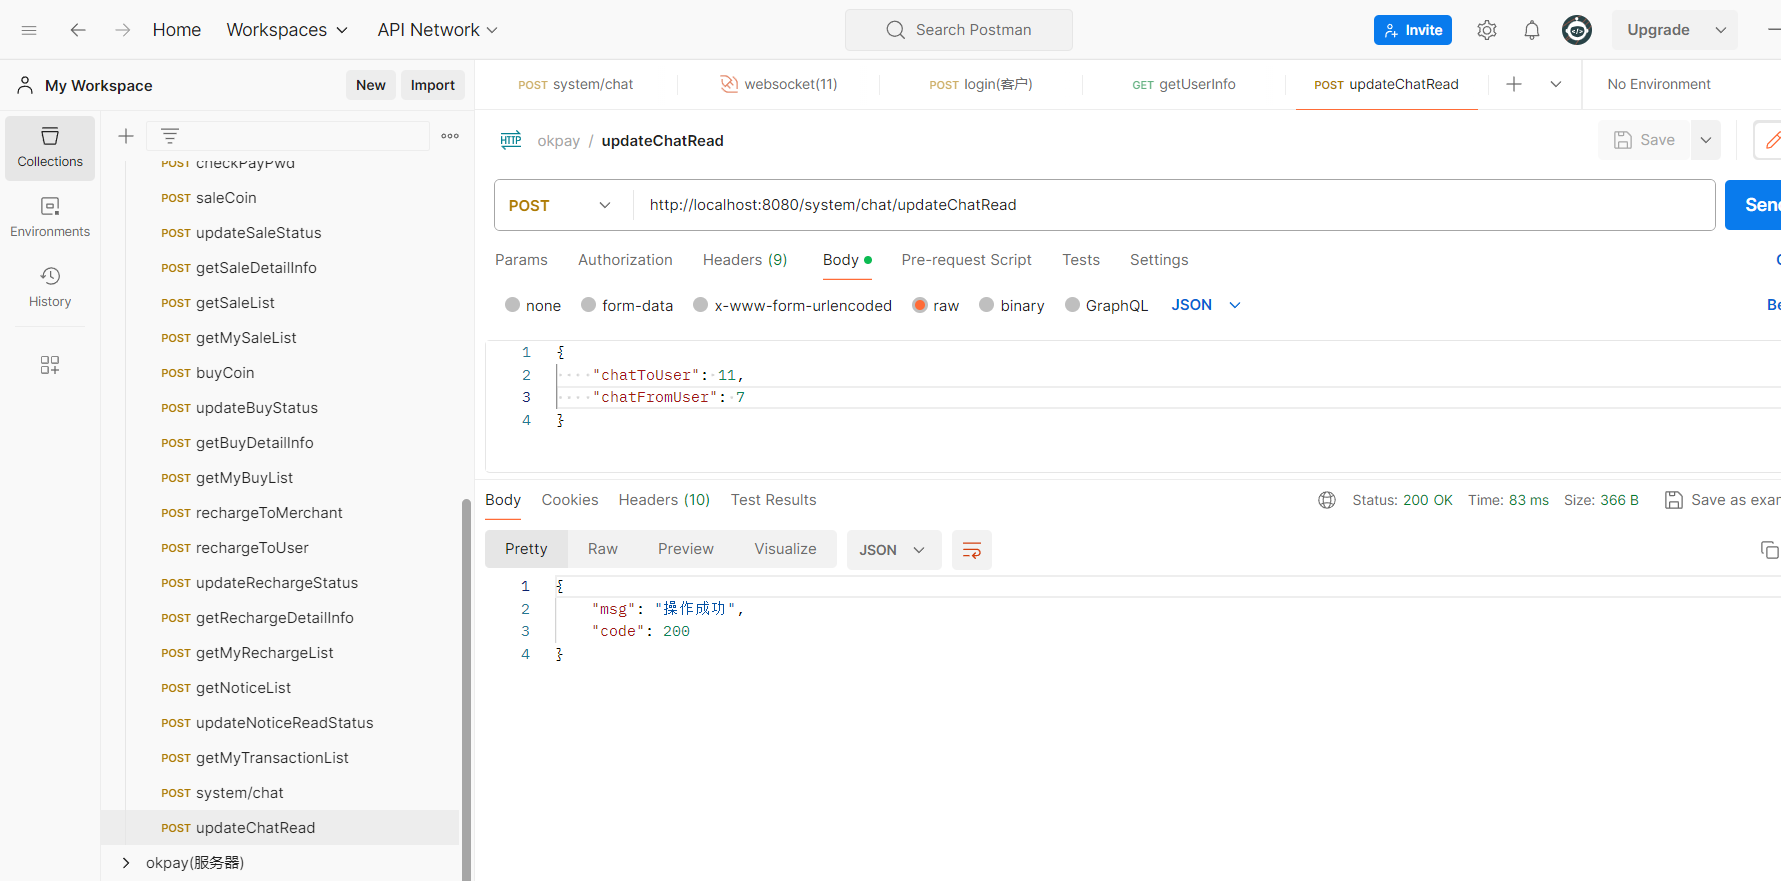 Home Workspaces API Network Search Postman Invite Upgrade
My Workspace New Import
POST system/chat websocket(11) POST login(客户) GET getUserInfo POST updateChatRead No Environment
Collections
Environments
History
POST checkPayPwd
POST saleCoin
POST updateSaleStatus
POST getSaleDetailInfo
POST getSaleList
POST getMySaleList
POST buyCoin
POST updateBuyStatus
POST getBuyDetailInfo
POST getMyBuyList
POST rechargeToMerchant
POST rechargeToUser
POST updateRechargeStatus
POST getRechargeDetailInfo
POST getMyRechargeList
POST getNoticeList
POST updateNoticeReadStatus
POST getMyTransactionList
POST system/chat
POST updateChatRead
okpay(服务器)
HTTP okpay / updateChatRead Save
POST http://localhost:8080/system/chat/updateChatRead
Params Authorization Headers (9) Body Pre-request Script Tests Settings
none form-data x-www-form-urlencoded raw binary GraphQL JSON
1 {
2 "chatToUser": 11,
3 "chatFromUser": 7
4 }
Body Cookies Headers (10) Test Results Status: 200 OK Time: 83 ms Size: 366 B Save as
Pretty Raw Preview Visualize JSON
1 {
2 "msg": "操作成功",
3 "code": 200
4 }